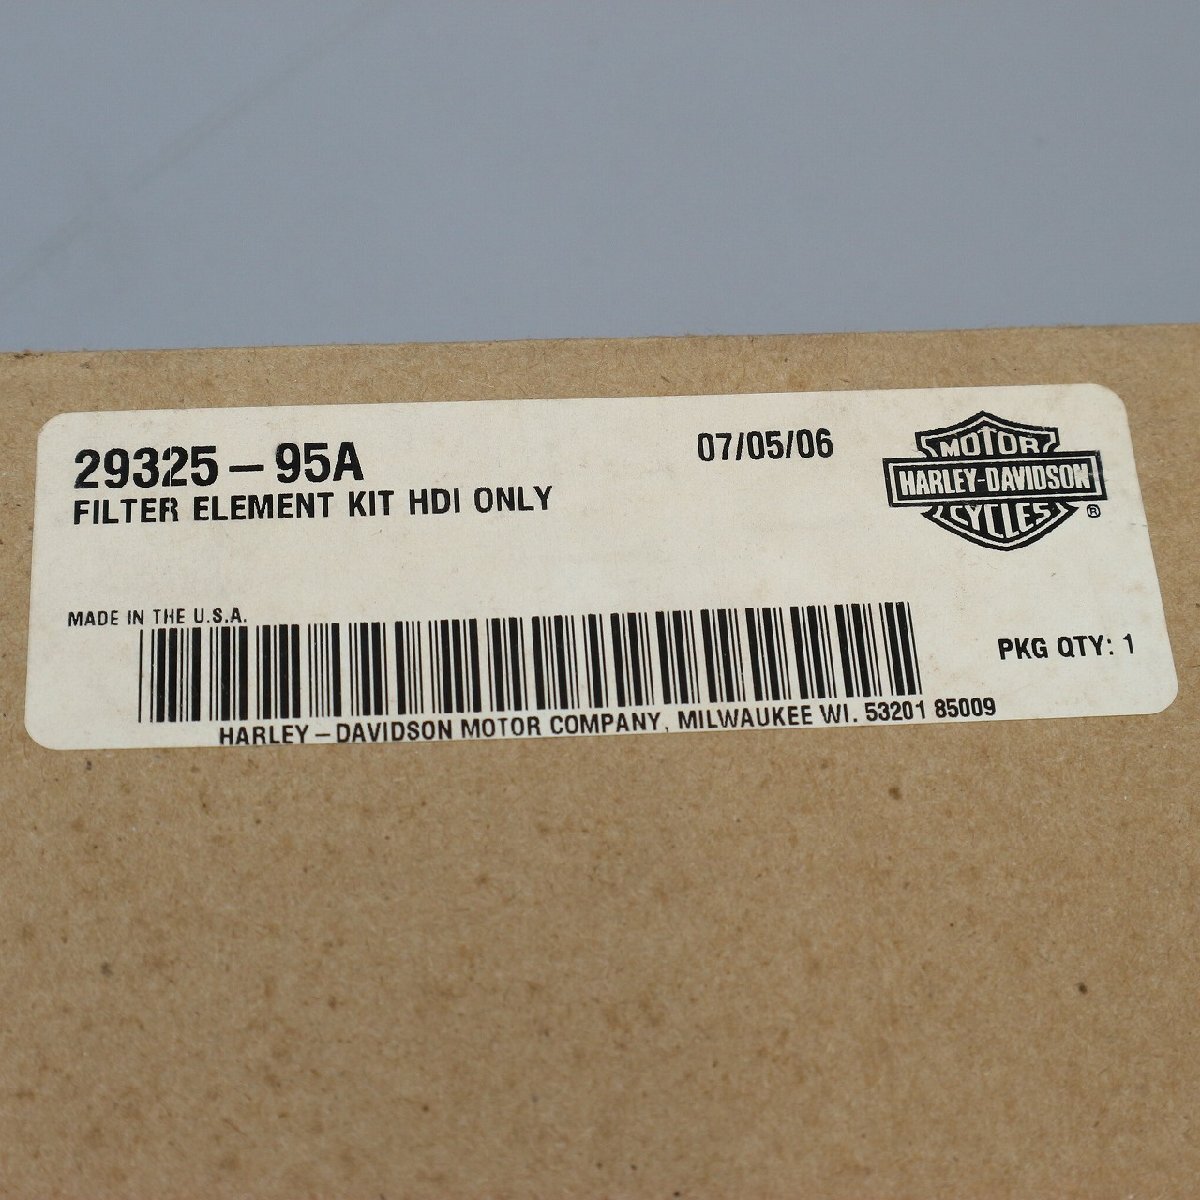 29325-95A
07/05/06
FILTER ELEMENT KIT HDI ONLY
MOTOR
HARLEY-DAVIDSON
CYCLES
®
MADE IN THE U.S.A.
PKG QTY: 1
HARLEY-DAVIDSON MOTOR COMPANY, MILWAUKEE WI. 53201 85009